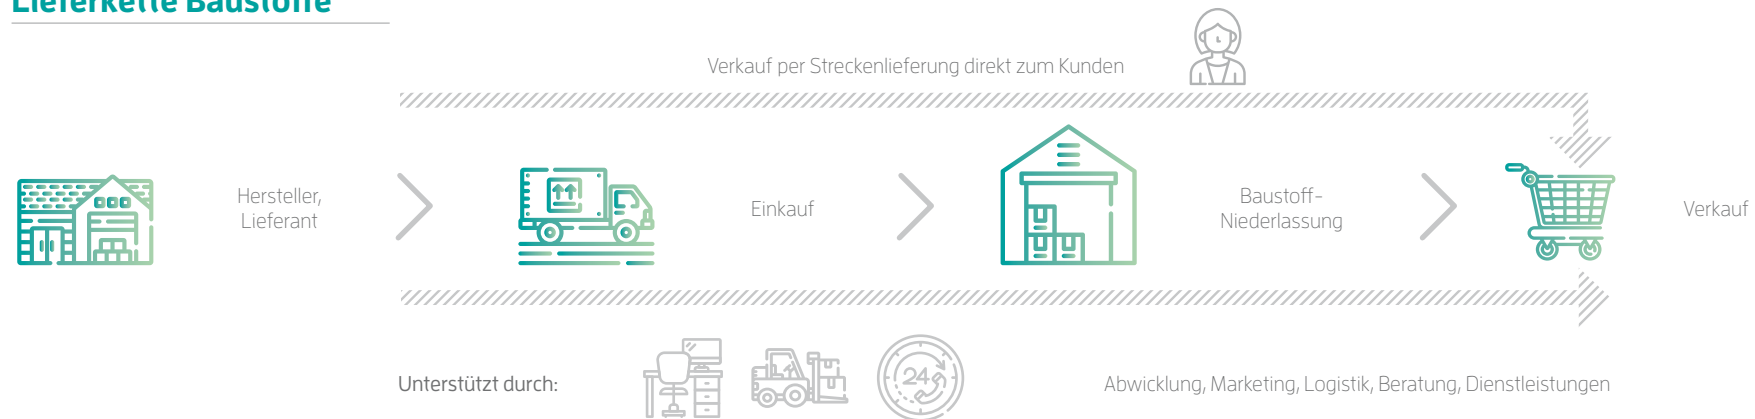 Lieferkette Baustoffe
Verkauf per Streckenlieferung direkt zum Kunden
Hersteller,
Lieferant
Einkauf
Baustoff-
Niederlassung
Verkauf
Unterstützt durch:
24
Abwicklung, Marketing, Logistik, Beratung, Dienstleistungen